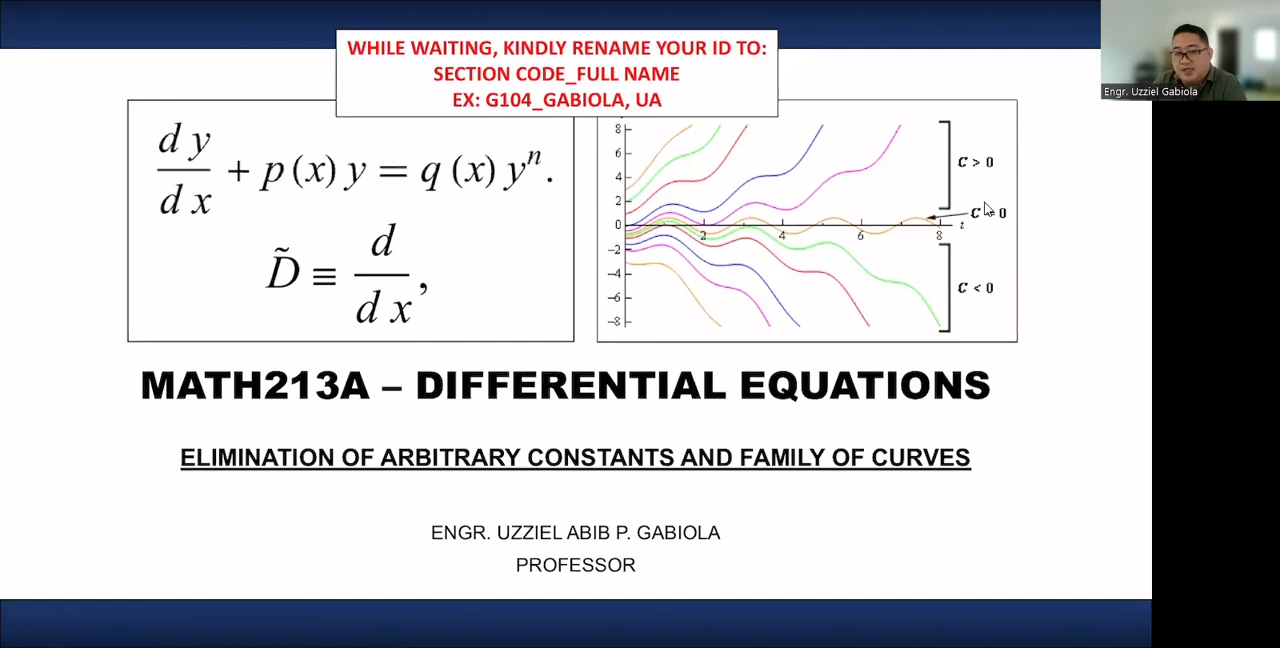 WHILE WAITING, KINDLY RENAME YOUR ID TO:
SECTION CODE_FULL NAME
EX: G104_GABIOLA, UA
Engr. Uzziel Gabiola
dy/dx + p(x)y = q(x)yⁿ.
D̃ ≡ d/dx,
8
6
4
2
0
−2
−4
−6
−8
2 4 6 8 t
C > 0
C = 0
C < 0
MATH213A – DIFFERENTIAL EQUATIONS
ELIMINATION OF ARBITRARY CONSTANTS AND FAMILY OF CURVES
ENGR. UZZIEL ABIB P. GABIOLA
PROFESSOR